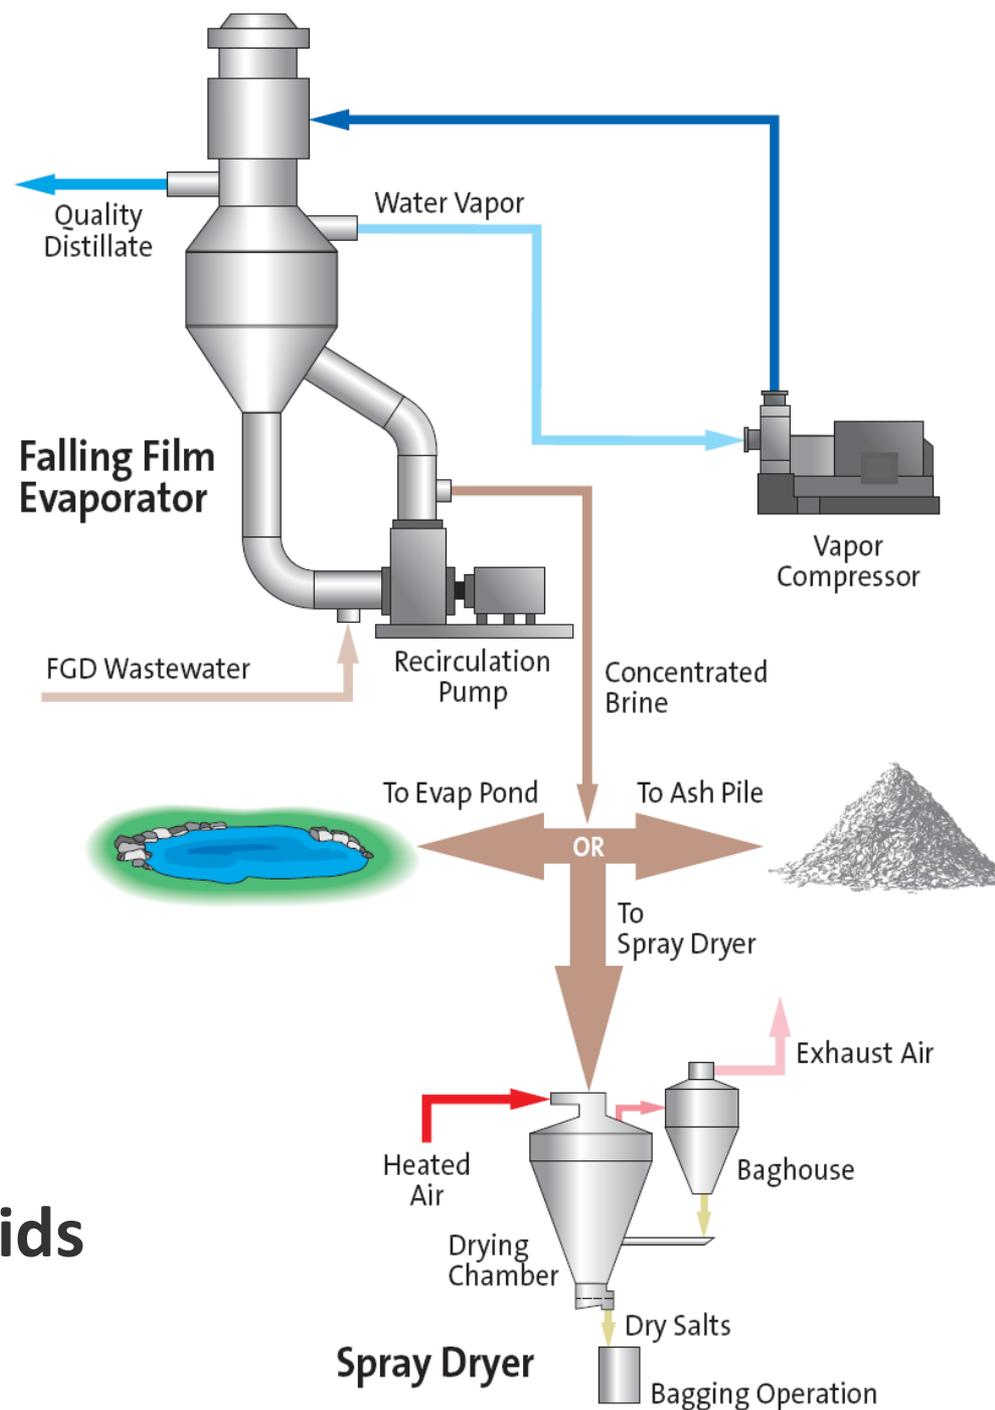 Quality
Distillate
Water Vapor
Falling Film
Evaporator
Vapor
Compressor
FGD Wastewater
Recirculation
Pump
Concentrated
Brine
To Evap Pond
To Ash Pile
OR
To
Spray Dryer
Exhaust Air
Heated
Air
Baghouse
ids
Drying
Chamber
Dry Salts
Spray Dryer
Bagging Operation